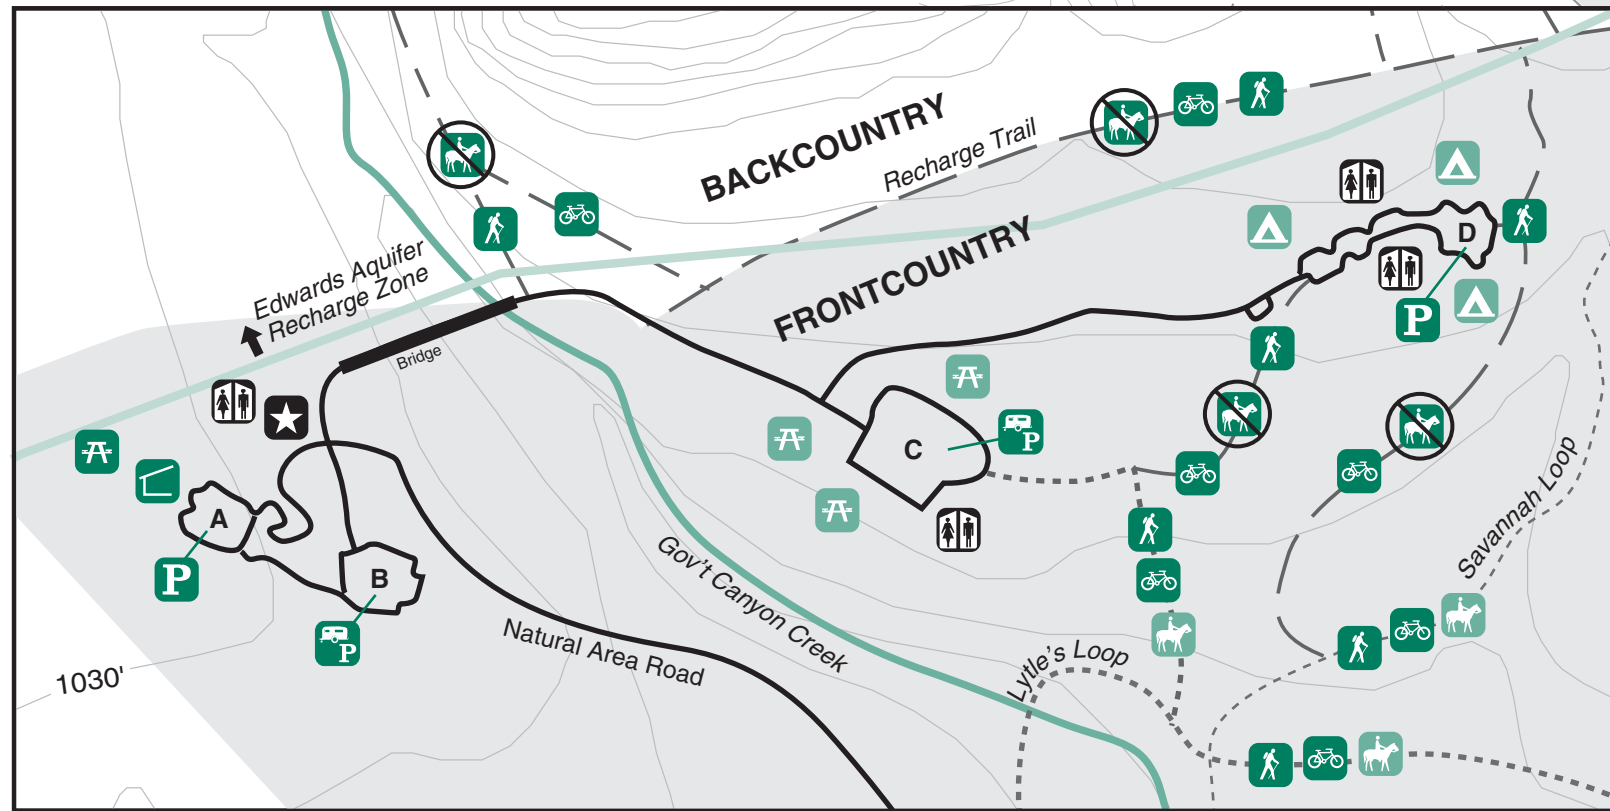 BACKCOUNTRY
Recharge Trail
FRONTCOUNTRY
Edwards Aquifer
Recharge Zone
Bridge
D
P
C
P
A
B
P
P
Gov't Canyon Creek
Natural Area Road
Savannah Loop
Lytle's Loop
1030'